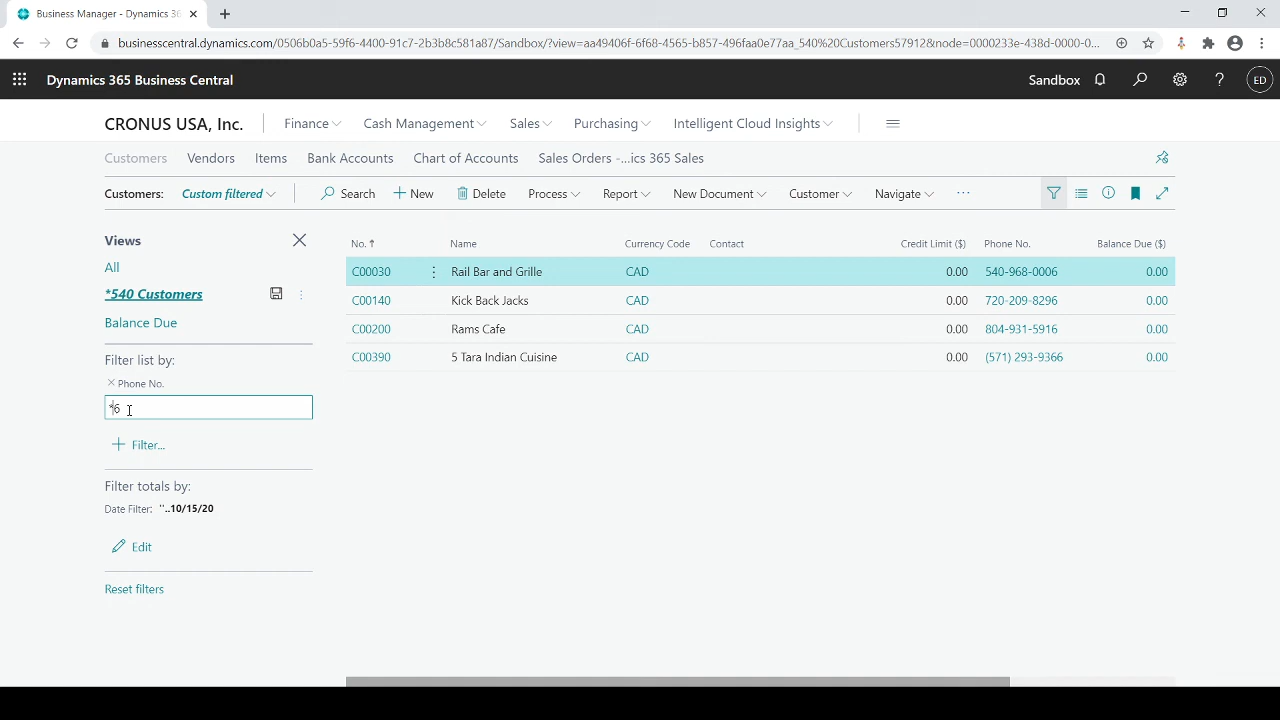 Business Manager - Dynamics 36
businesscentral.dynamics.com/0506b0a5-59f6-4400-91c7-2b3b8c581a87/Sandbox/?view=aa49406f-6f68-4565-b857-496faa0e77aa_540%20Customers57912&node=0000233e-438d-0000-0...
Dynamics 365 Business Central
Sandbox
ED
CRONUS USA, Inc.
Finance Cash Management Sales Purchasing Intelligent Cloud Insights
Customers Vendors Items Bank Accounts Chart of Accounts Sales Orders -...ics 365 Sales
Customers: Custom filtered Search New Delete Process Report New Document Customer Navigate ...
Views
All
*540 Customers
Balance Due
Filter list by:
× Phone No.
*6
+ Filter...
Filter totals by:
Date Filter: ''..10/15/20
Edit
Reset filters
No. ↑ Name Currency Code Contact Credit Limit ($) Phone No. Balance Due ($)
C00030 Rail Bar and Grille CAD 0.00 540-968-0006 0.00
C00140 Kick Back Jacks CAD 0.00 720-209-8296 0.00
C00200 Rams Cafe CAD 0.00 804-931-5916 0.00
C00390 5 Tara Indian Cuisine CAD 0.00 (571) 293-9366 0.00